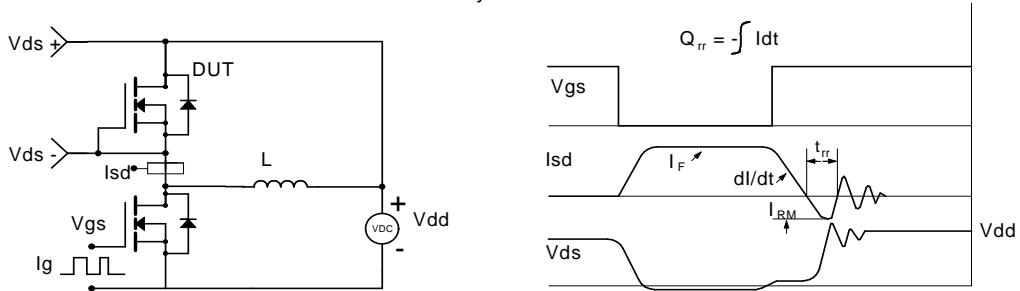 Vds +
DUT
Vds -
Isd
L
Vgs
Ig
+
VDC
-
Vdd
Q rr = -∫ Idt
Vgs
Isd
I F
dI/dt
t rr
I RM
Vdd
Vds